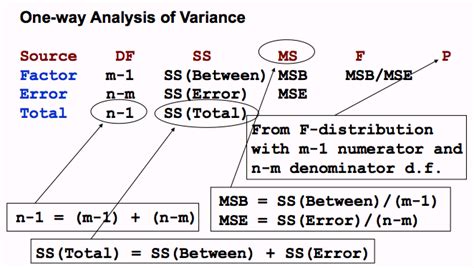 One-way Analysis of Variance
Source DF SS MS F P
Factor m-1 SS(Between) MSB MSB/MSE
Error n-m SS(Error) MSE
Total n-1 SS(Total)
From F-distribution
with m-1 numerator and
n-m denominator d.f.
MSB = SS(Between)/(m-1)
MSE = SS(Error)/(n-m)
n-1 = (m-1) + (n-m)
SS(Total) = SS(Between) + SS(Error)